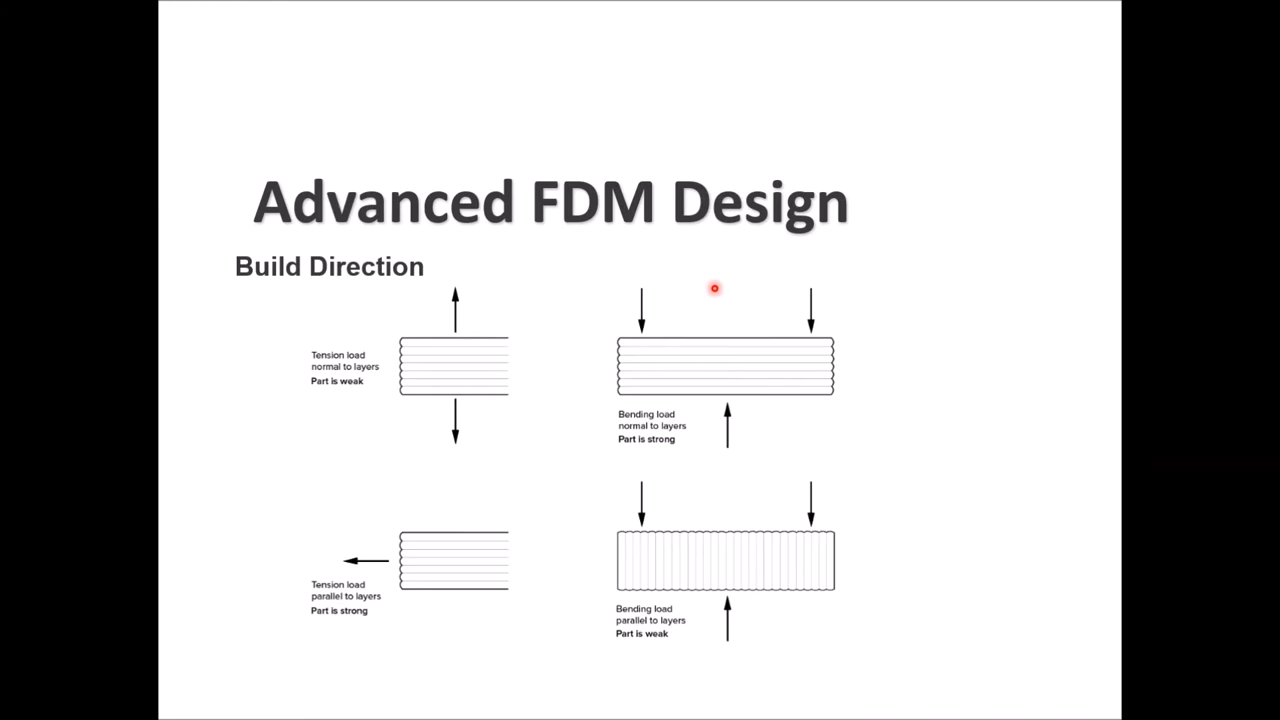 Advanced FDM Design
Build Direction
Tension load
normal to layers
Part is weak
Bending load
normal to layers
Part is strong
Tension load
parallel to layers
Part is strong
Bending load
parallel to layers
Part is weak